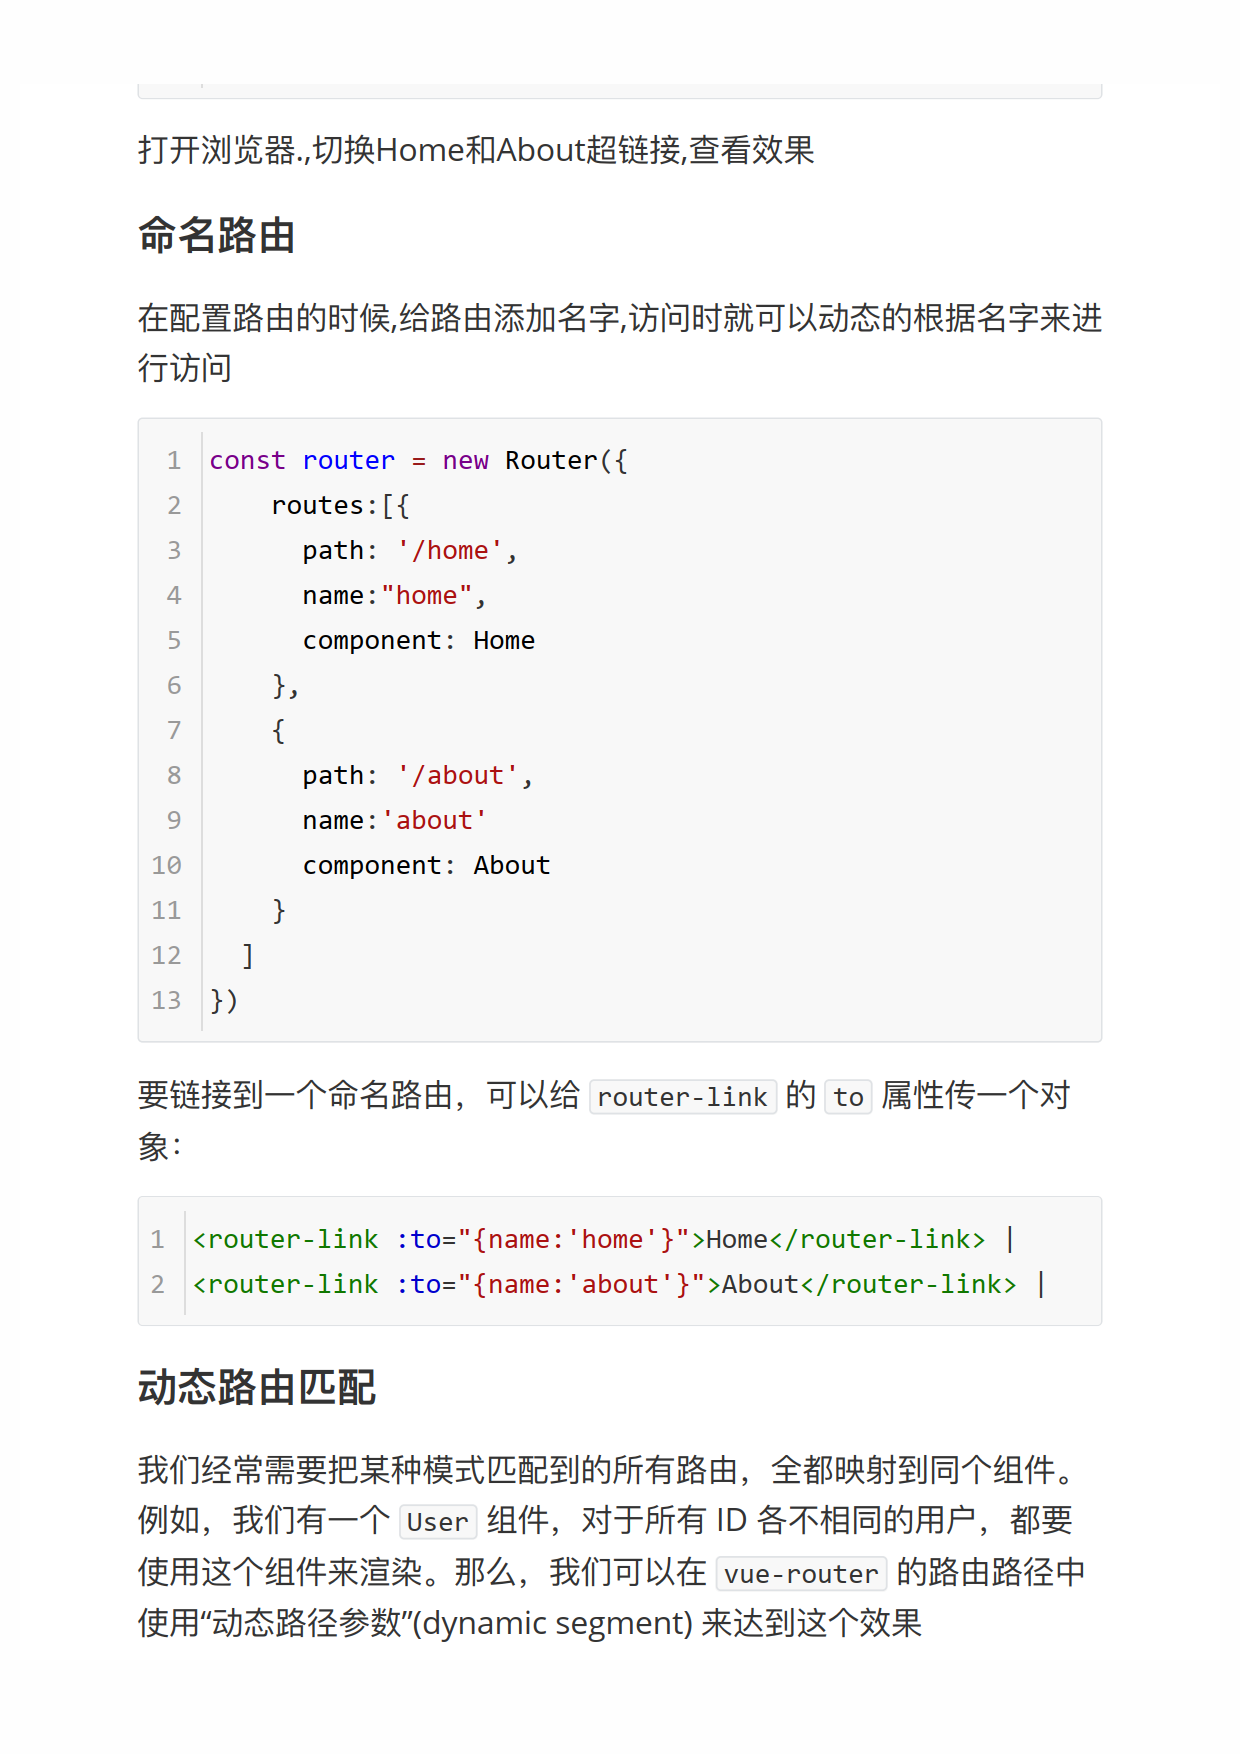 打开浏览器.,切换Home和About超链接,查看效果
命名路由
在配置路由的时候,给路由添加名字,访问时就可以动态的根据名字来进
行访问
1 const router = new Router({
2     routes:[{
3       path: '/home',
4       name:"home",
5       component: Home
6     },
7     {
8       path: '/about',
9       name:'about'
10       component: About
11     }
12   ]
13 })
要链接到一个命名路由，可以给 router-link 的 to 属性传一个对
象：
1 <router-link :to="{name:'home'}">Home</router-link> |
2 <router-link :to="{name:'about'}">About</router-link> |
动态路由匹配
我们经常需要把某种模式匹配到的所有路由，全都映射到同个组件。
例如，我们有一个 User 组件，对于所有 ID 各不相同的用户，都要
使用这个组件来渲染。那么，我们可以在 vue-router 的路由路径中
使用“动态路径参数”(dynamic segment) 来达到这个效果